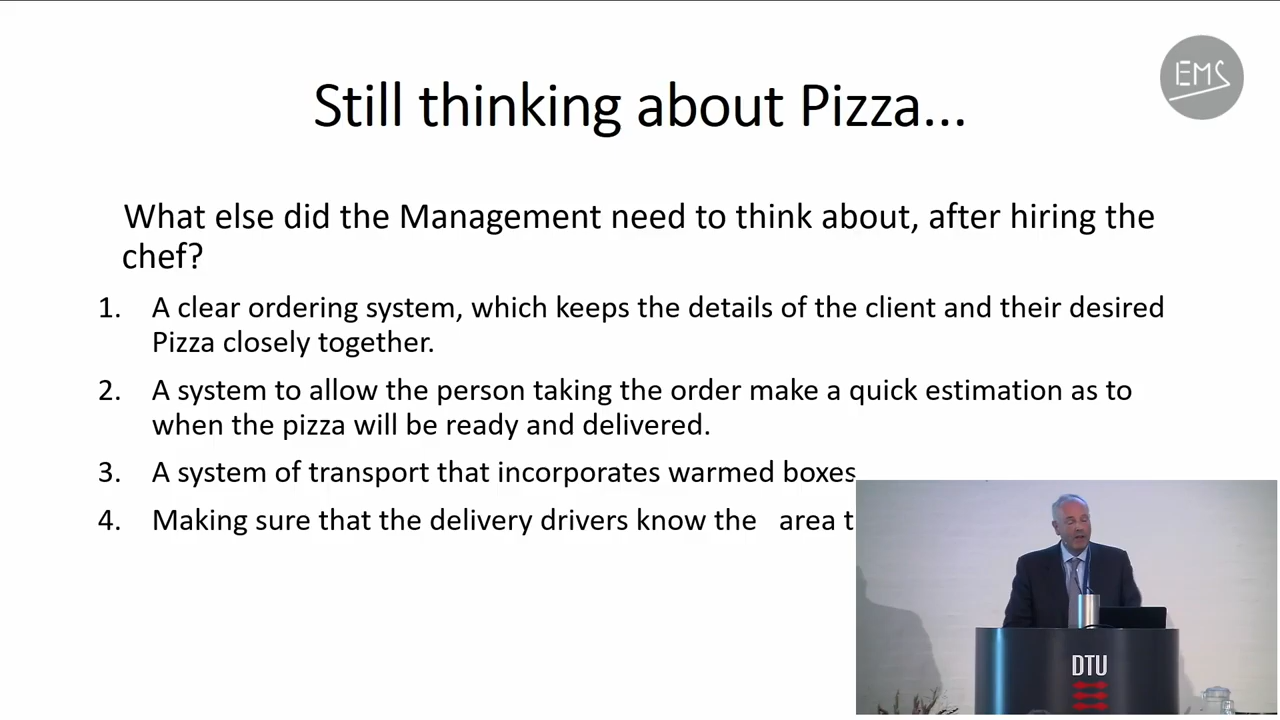 EMS
Still thinking about Pizza...
What else did the Management need to think about, after hiring the
chef?
1. A clear ordering system, which keeps the details of the client and their desired
Pizza closely together.
2. A system to allow the person taking the order make a quick estimation as to
when the pizza will be ready and delivered.
3. A system of transport that incorporates warmed boxes
4. Making sure that the delivery drivers know the area t
DTU